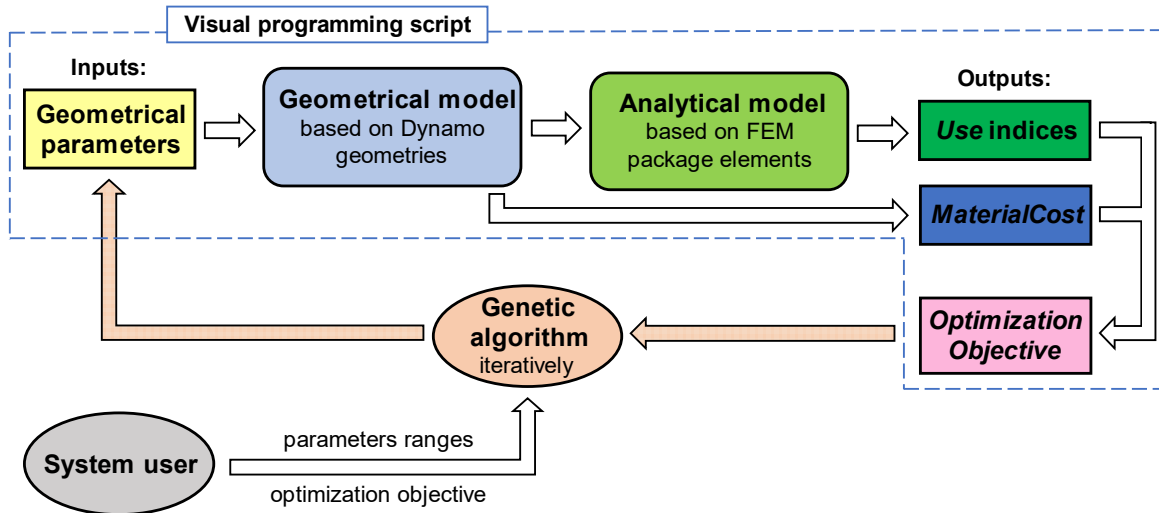 Visual programming script
Inputs:
Geometrical
parameters
Geometrical model
based on Dynamo
geometries
Analytical model
based on FEM
package elements
Outputs:
Use indices
MaterialCost
Optimization
Objective
Genetic
algorithm
iteratively
System user
parameters ranges
optimization objective